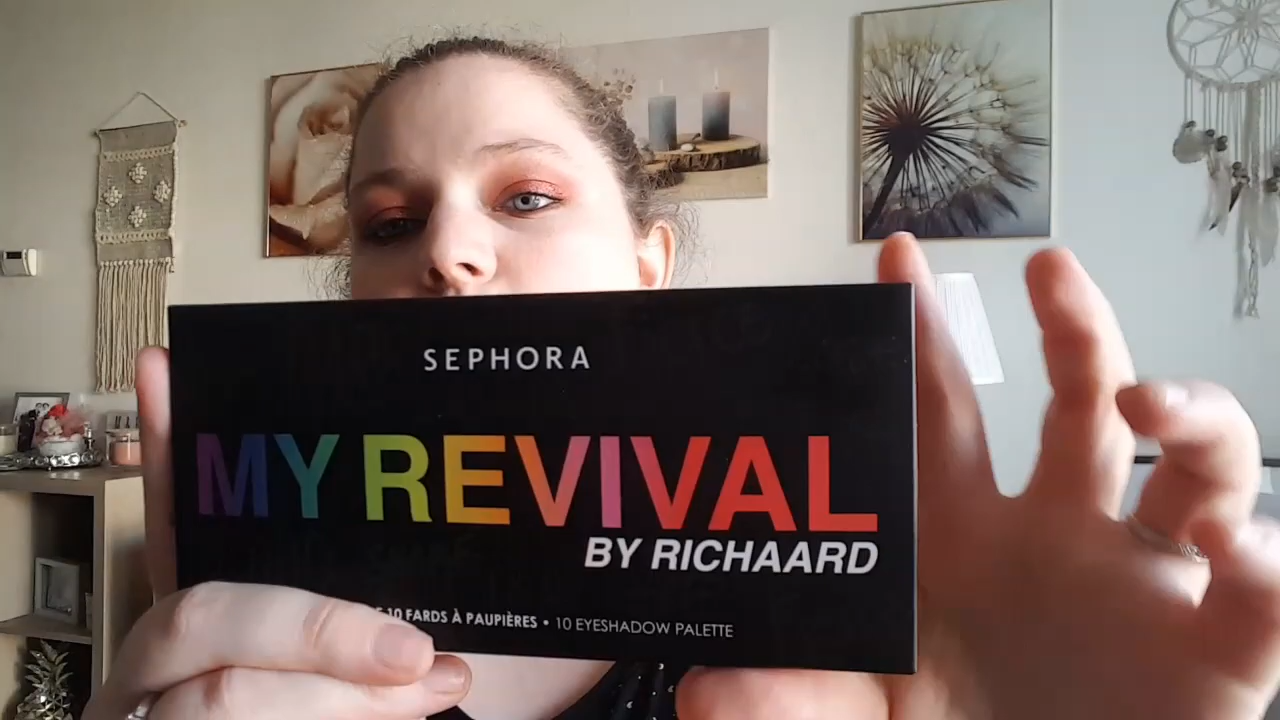 SEPHORA
MY REVIVAL
BY RICHAARD
10 FARDS À PAUPIÈRES • 10 EYESHADOW PALETTE